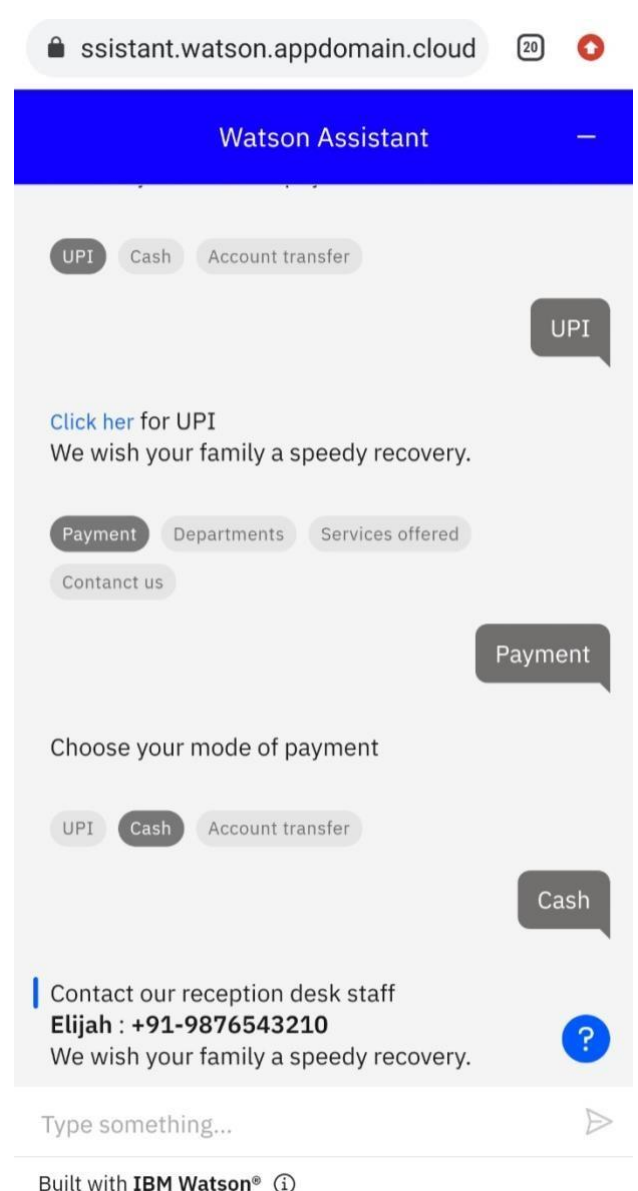 ssistant.watson.appdomain.cloud 20
Watson Assistant
UPI Cash Account transfer
UPI
Click her for UPI
We wish your family a speedy recovery.
Payment Departments Services offered
Contanct us
Payment
Choose your mode of payment
UPI Cash Account transfer
Cash
Contact our reception desk staff
Elijah : +91-9876543210
We wish your family a speedy recovery.
?
Type something...
Built with IBM Watson®